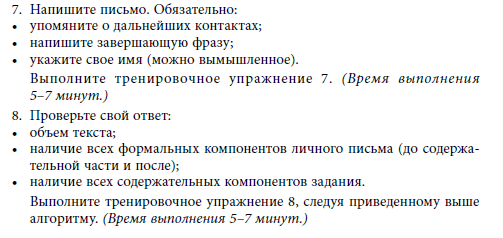 7. Напишите письмо. Обязательно:
• упомяните о дальнейших контактах;
• напишите завершающую фразу;
• укажите свое имя (можно вымышленное).
Выполните тренировочное упражнение 7. (Время выполнения
5–7 минут.)
8. Проверьте свой ответ:
• объем текста;
• наличие всех формальных компонентов личного письма (до содержа-
тельной части и после);
• наличие всех содержательных компонентов задания.
Выполните тренировочное упражнение 8, следуя приведенному выше
алгоритму. (Время выполнения 5–7 минут.)